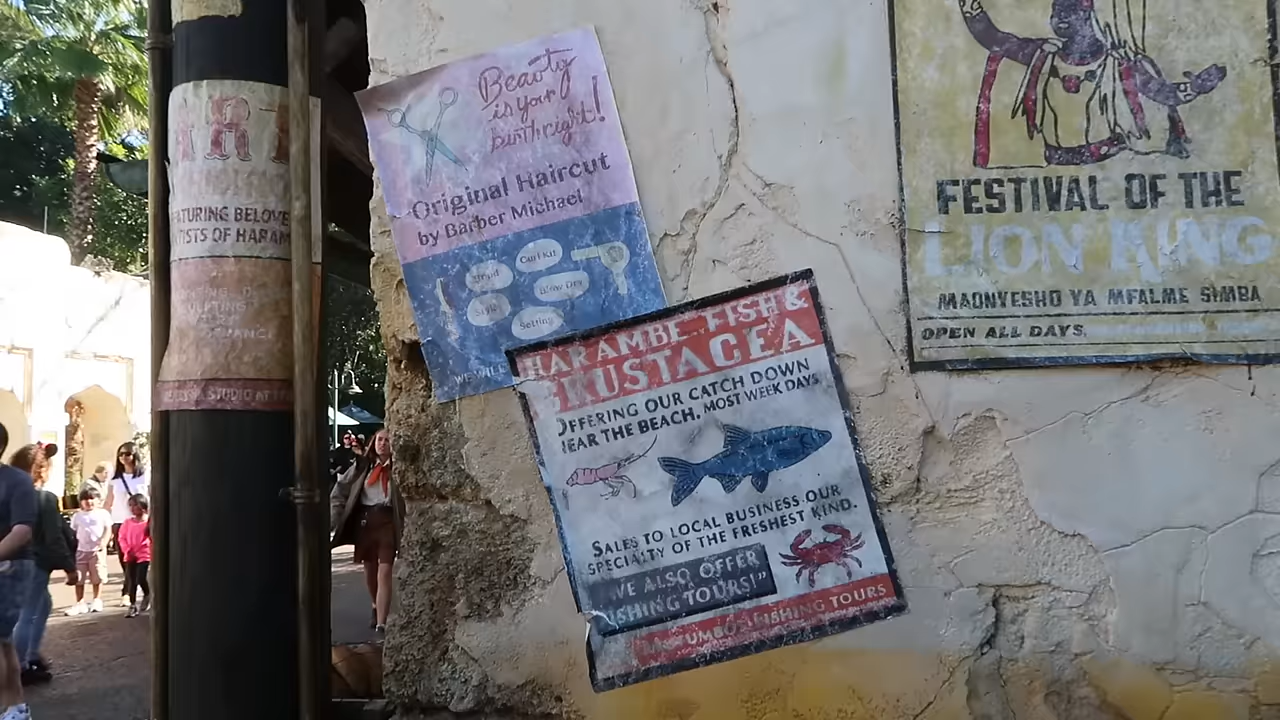 ART
ATURING BELOVE
TISTS OF HARAM
Beauty
is your
birthright!
Original Haircut
by Barber Michael
Curl Kit
Blow Dry
Style
Setting
WE WILL
HARAMBE FISH &
CRUSTACEA
OFFERING OUR CATCH DOWN
NEAR THE BEACH. MOST WEEK DAYS
SALES TO LOCAL BUSINESS OUR
SPECIALTY OF THE FRESHEST KIND.
WE ALSO OFFER
FISHING TOURS!"
FISHING TOURS
FESTIVAL OF THE
LION KING
MAONYESHO YA MFALME SIMBA
OPEN ALL DAYS.